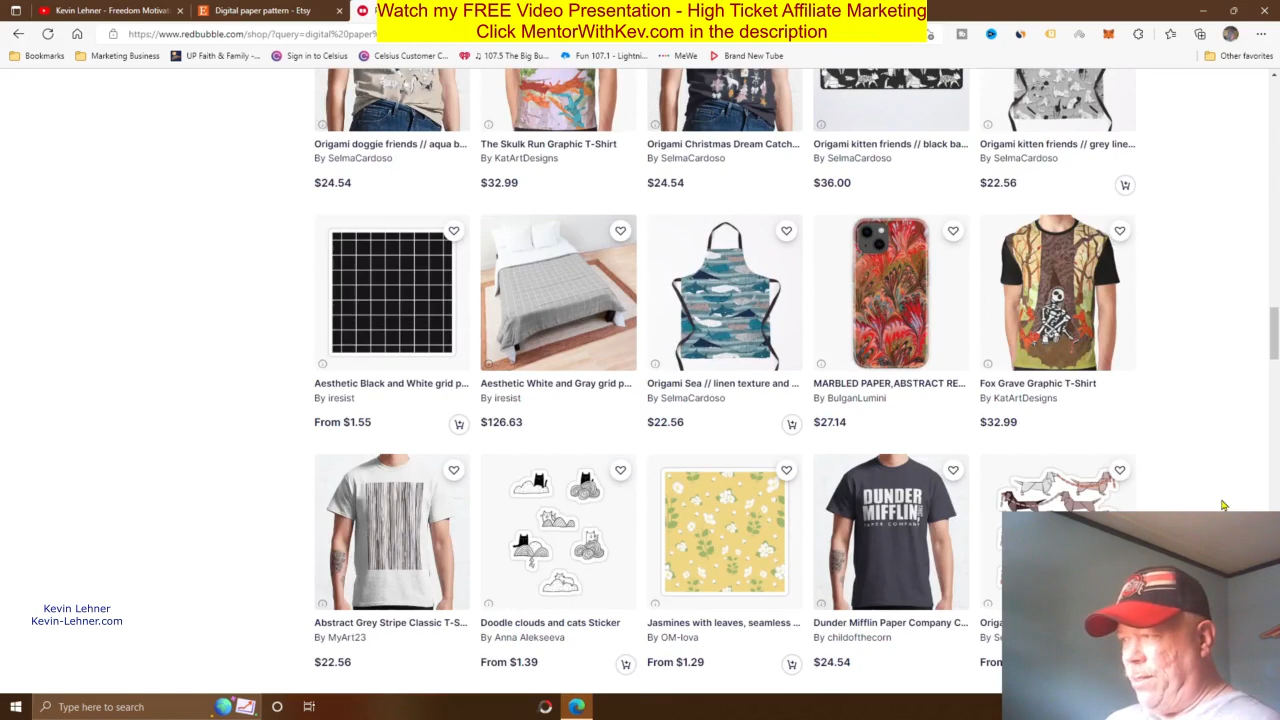 Kevin Lehner - Freedom Motivat
Digital paper pattern - Etsy
Watch my FREE Video Presentation - High Ticket Affiliate Marketing
Click MentorWithKev.com in the description
https://www.redbubble.com/shop/?query=digital%20paper%
Bookmarks
Marketing Business
UP Faith & Family -...
Sign in to Celsius
Celsius Customer C...
107.5 The Big Bu...
Fun 107.1 - Lightni...
MeWe
Brand New Tube
Other favorites
Origami doggie friends // aqua b...
By SelmaCardoso
$24.54
The Skulk Run Graphic T-Shirt
By KatArtDesigns
$32.99
Origami Christmas Dream Catch...
By SelmaCardoso
$24.54
Origami kitten friends // black ba...
By SelmaCardoso
$36.00
Origami kitten friends // grey line...
By SelmaCardoso
$22.56
Aesthetic Black and White grid p...
By iresist
From $1.55
Aesthetic White and Gray grid p...
By iresist
$126.63
Origami Sea // linen texture and ...
By SelmaCardoso
$22.56
MARBLED PAPER,ABSTRACT RE...
By BulganLumini
$27.14
Fox Grave Graphic T-Shirt
By KatArtDesigns
$32.99
DUNDER
MIFFLIN
PAPER COMPANY
Abstract Grey Stripe Classic T-S...
By MyArt23
$22.56
Doodle clouds and cats Sticker
By Anna Alekseeva
From $1.39
Jasmines with leaves, seamless ...
By OM-Iova
From $1.29
Dunder Mifflin Paper Company C...
By childofthecorn
$24.54
Origa
By Se
From
Kevin Lehner
Kevin-Lehner.com
Type here to search